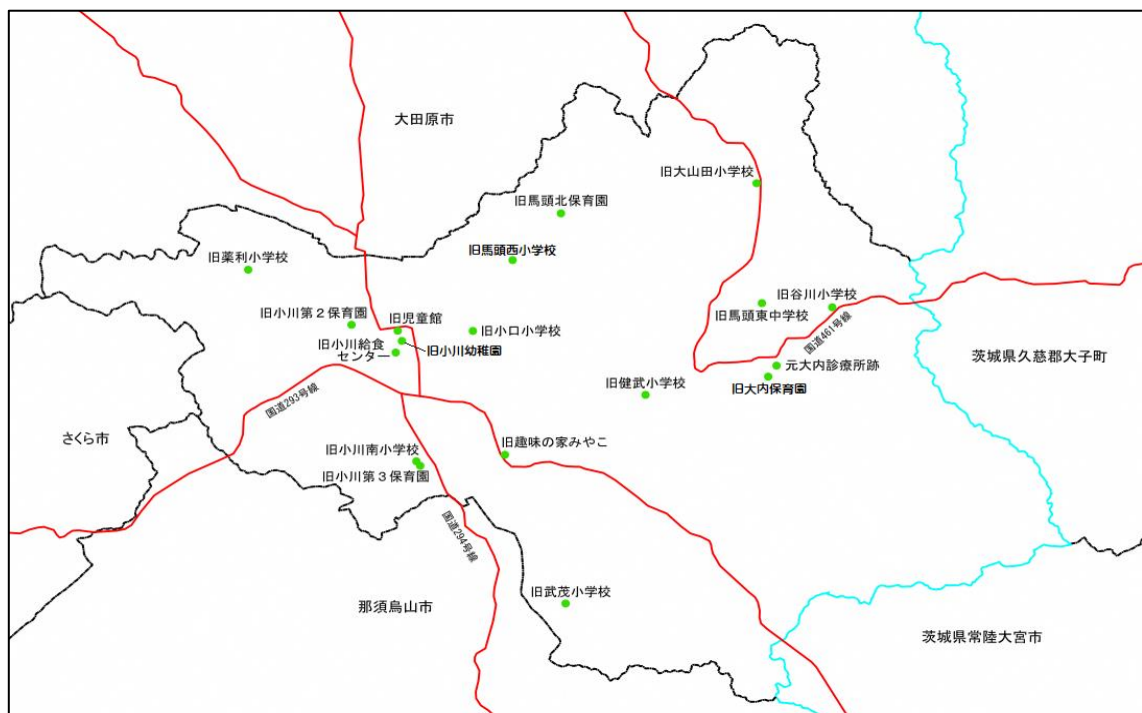 大田原市
旧大山田小学校
旧馬頭北保育園
旧馬頭西小学校
旧薬利小学校
旧谷川小学校
旧馬頭東中学校
国道461号線
旧小川第２保育園
旧児童館
旧小口小学校
旧小川幼稚園
旧小川給食
センター
茨城県久慈郡大子町
元大内診療所跡
旧大内保育園
旧健武小学校
国道293号線
さくら市
旧小川南小学校
旧趣味の家みやこ
旧小川第３保育園
国道294号線
旧武茂小学校
那須烏山市
茨城県常陸大宮市